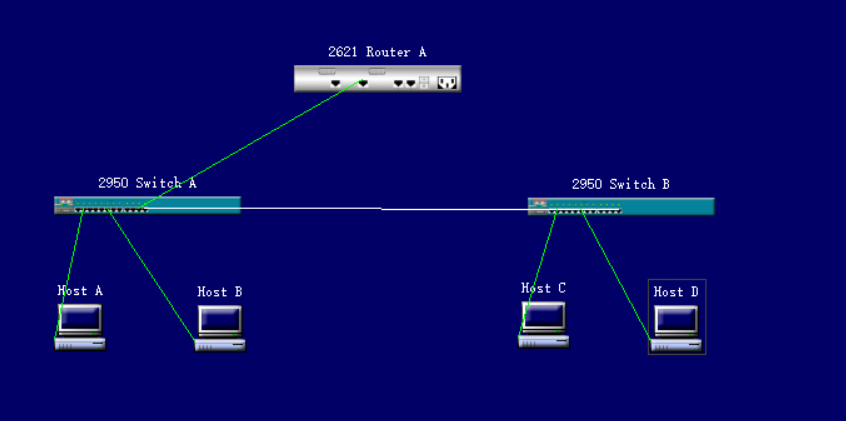 2621 Router A
2950 Switch A
2950 Switch B
Host A
Host B
Host C
Host D